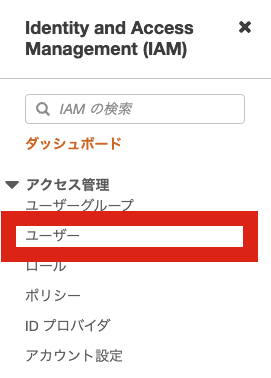 Identity and Access
Management (IAM)
IAM の検索
ダッシュボード
アクセス管理
ユーザーグループ
ユーザー
ロール
ポリシー
ID プロバイダ
アカウント設定